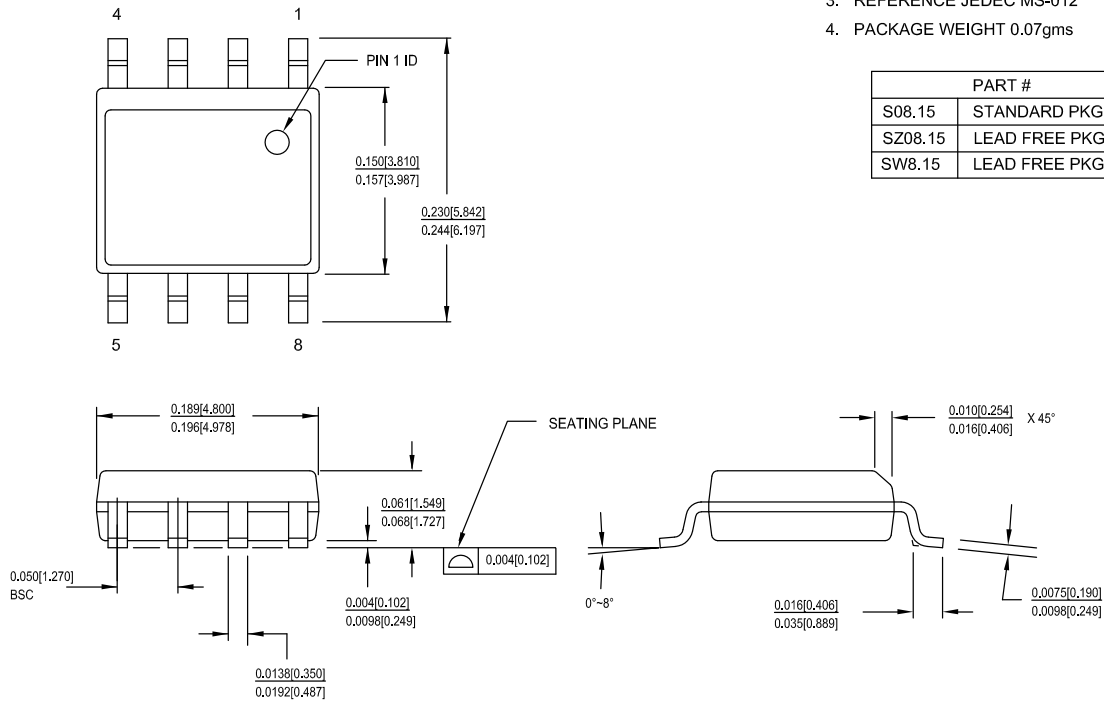 3. REFERENCE JEDEC MS-012
4. PACKAGE WEIGHT 0.07gms
PART #
S08.15 STANDARD PKG
SZ08.15 LEAD FREE PKG
SW8.15 LEAD FREE PKG
4 1
PIN 1 ID
0.150[3.810]
0.157[3.987]
0.230[5.842]
0.244[6.197]
5 8
0.189[4.800]
0.196[4.978]
SEATING PLANE
0.010[0.254]
0.016[0.406]
X 45°
0.061[1.549]
0.068[1.727]
0.004[0.102]
0.050[1.270]
BSC
0.004[0.102]
0.0098[0.249]
0°~8°
0.016[0.406]
0.035[0.889]
0.0075[0.190]
0.0098[0.249]
0.0138[0.350]
0.0192[0.487]